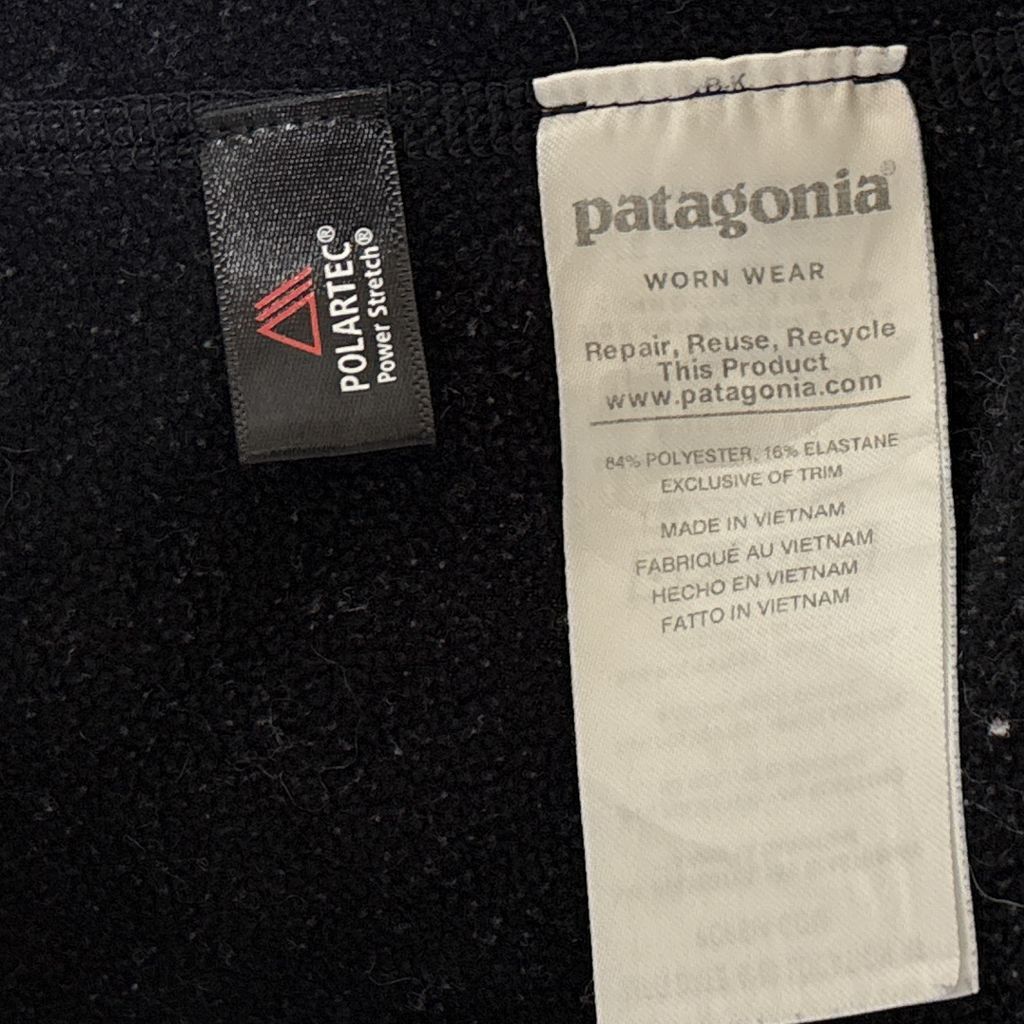 POLARTEC®
Power Stretch®
patagonia®
WORN WEAR
Repair, Reuse, Recycle
This Product
www.patagonia.com
84% POLYESTER, 16% ELASTANE
EXCLUSIVE OF TRIM
MADE IN VIETNAM
FABRIQUÉ AU VIETNAM
HECHO EN VIETNAM
FATTO IN VIETNAM